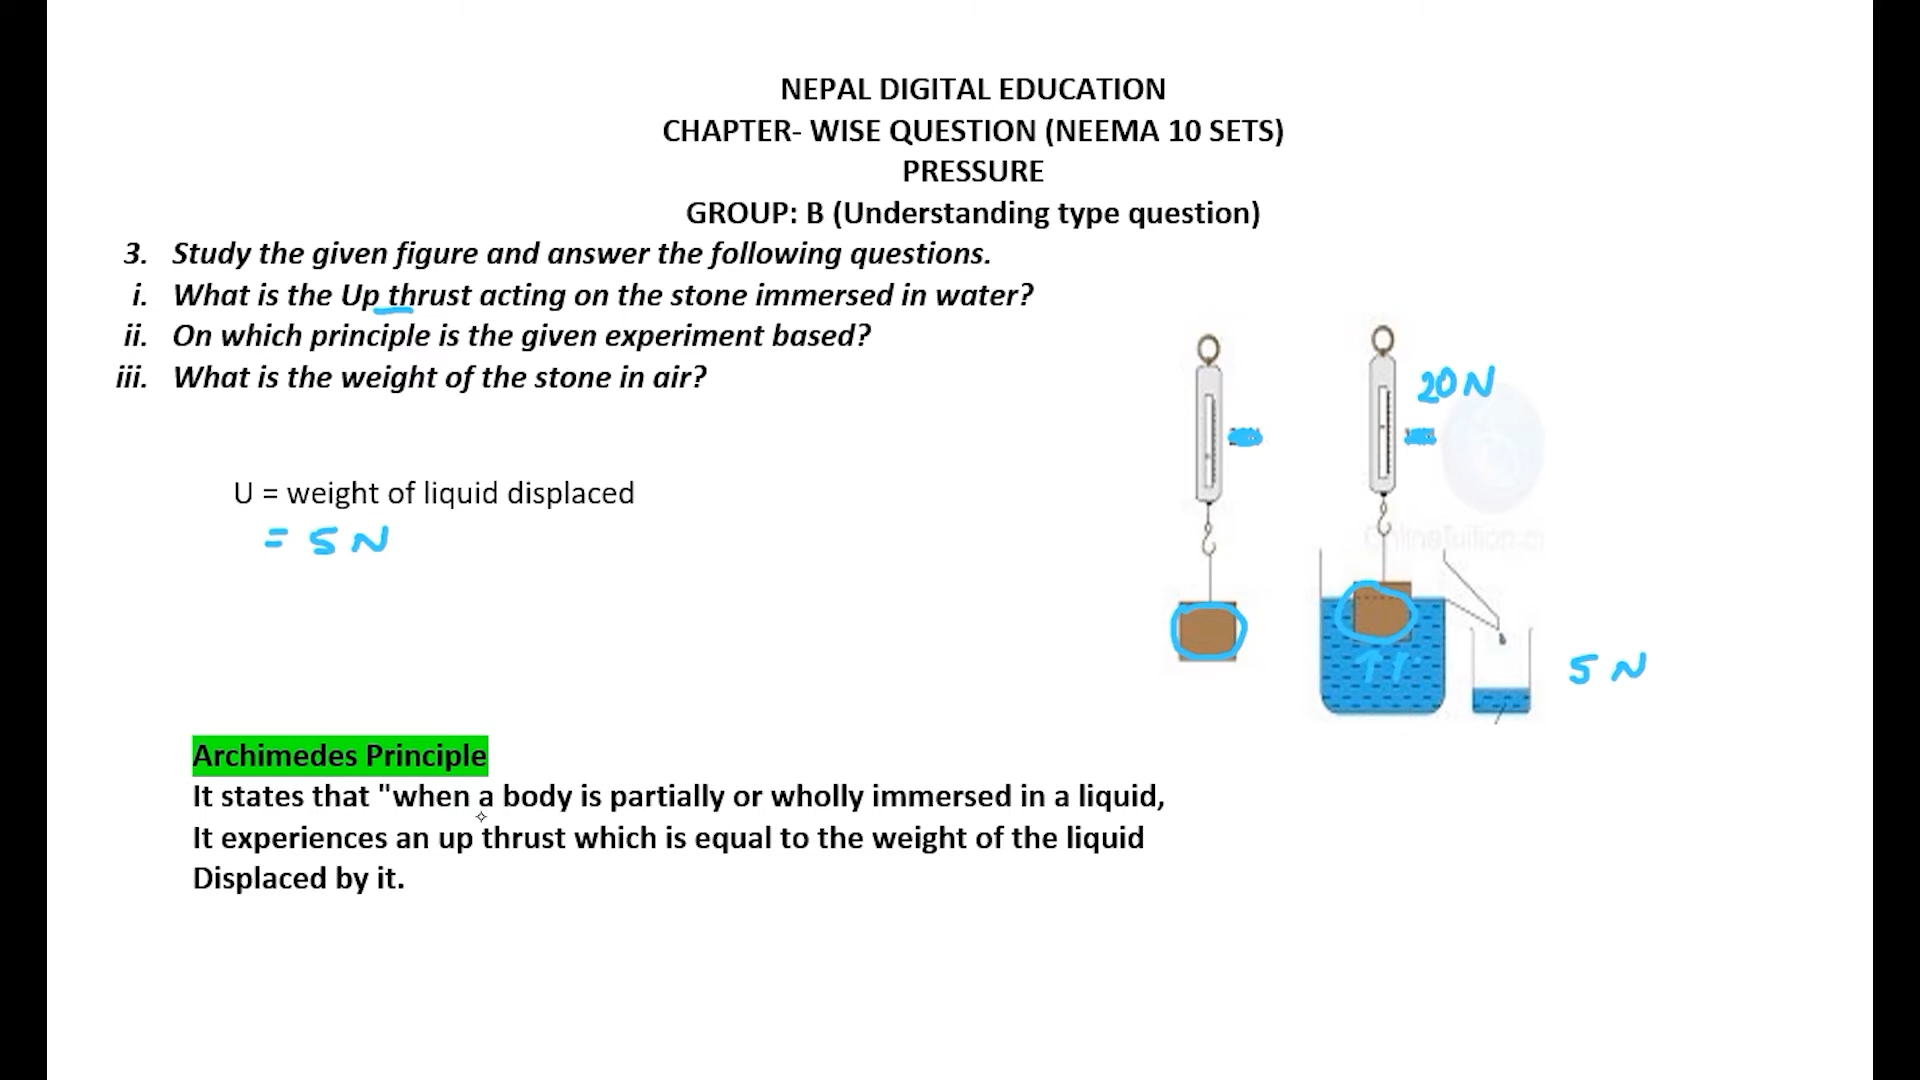 NEPAL DIGITAL EDUCATION
CHAPTER- WISE QUESTION (NEEMA 10 SETS)
PRESSURE
GROUP: B (Understanding type question)
3. Study the given figure and answer the following questions.
i. What is the Up thrust acting on the stone immersed in water?
ii. On which principle is the given experiment based?
iii. What is the weight of the stone in air?
20N
U = weight of liquid displaced
= 5 N
OnlineTuition.c
5 N
Archimedes Principle
It states that "when a body is partially or wholly immersed in a liquid,
It experiences an up thrust which is equal to the weight of the liquid
Displaced by it.